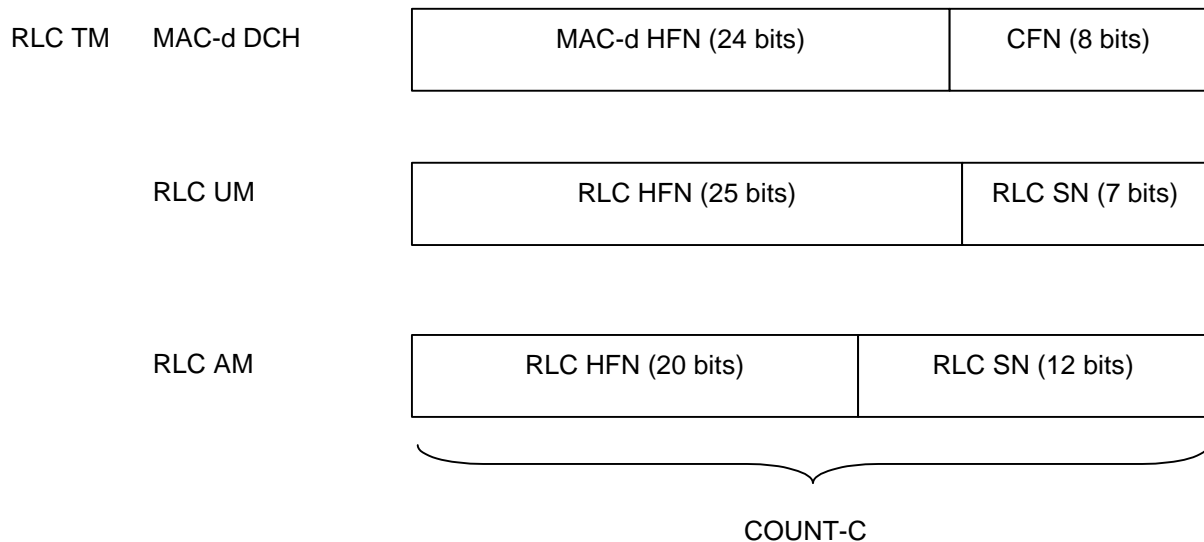 RLC TM MAC-d DCH MAC-d HFN (24 bits) CFN (8 bits)
RLC UM RLC HFN (25 bits) RLC SN (7 bits)
RLC AM RLC HFN (20 bits) RLC SN (12 bits)
COUNT-C